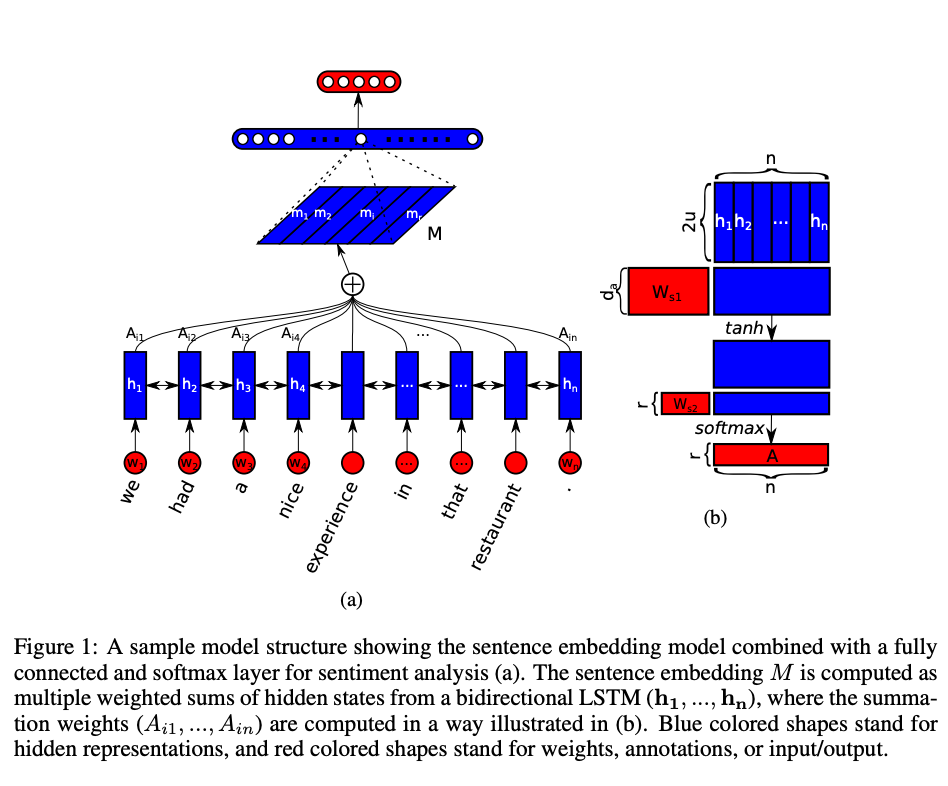 m₁ m₂ mᵢ mᵣ
M
Aᵢ₁ Aᵢ₂ Aᵢ₃ Aᵢ₄ ... Aᵢₙ
h₁ h₂ h₃ h₄ ... ... hₙ
w₁ w₂ w₃ w₄ ... ... wₙ
we had a nice experience in that restaurant .
(a)
n
2u
h₁ h₂ ... hₙ
dₐ
Wₛ₁
tanh
r
Wₛ₂
softmax
r
A
n
(b)
Figure 1: A sample model structure showing the sentence embedding model combined with a fully
connected and softmax layer for sentiment analysis (a). The sentence embedding M is computed as
multiple weighted sums of hidden states from a bidirectional LSTM (h₁, ..., hₙ), where the summa-
tion weights (Aᵢ₁, ..., Aᵢₙ) are computed in a way illustrated in (b). Blue colored shapes stand for
hidden representations, and red colored shapes stand for weights, annotations, or input/output.